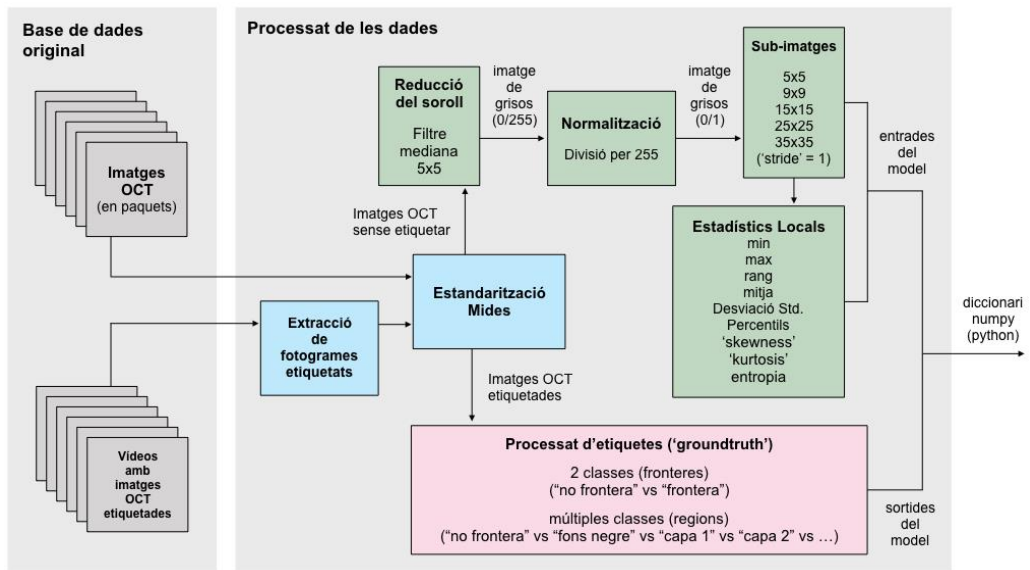 Base de dades
original
Imatges
OCT
(en paquets)
Vídeos
amb
imatges
OCT
etiquetades
Processat de les dades
Reducció
del soroll
Filtre
mediana
5x5
imatge
de
grisos
(0/255)
Normalització
Divisió per 255
imatge
de
grisos
(0/1)
Sub-imatges
5x5
9x9
15x15
25x25
35x35
(‘stride’ = 1)
entrades
del
model
Imatges OCT
sense etiquetar
Estadístics Locals
min
max
rang
mitja
Desviació Std.
Percentils
‘skewness’
‘kurtosis’
entropia
Estandarització
Mides
Extracció
de
fotogrames
etiquetats
Imatges OCT
etiquetades
diccionari
numpy
(python)
Processat d’etiquetes (‘groundtruth’)
2 classes (fronteres)
(“no frontera” vs “frontera”)
múltiples classes (regions)
(“no frontera” vs “fons negre” vs “capa 1” vs “capa 2” vs …)
sortides
del
model